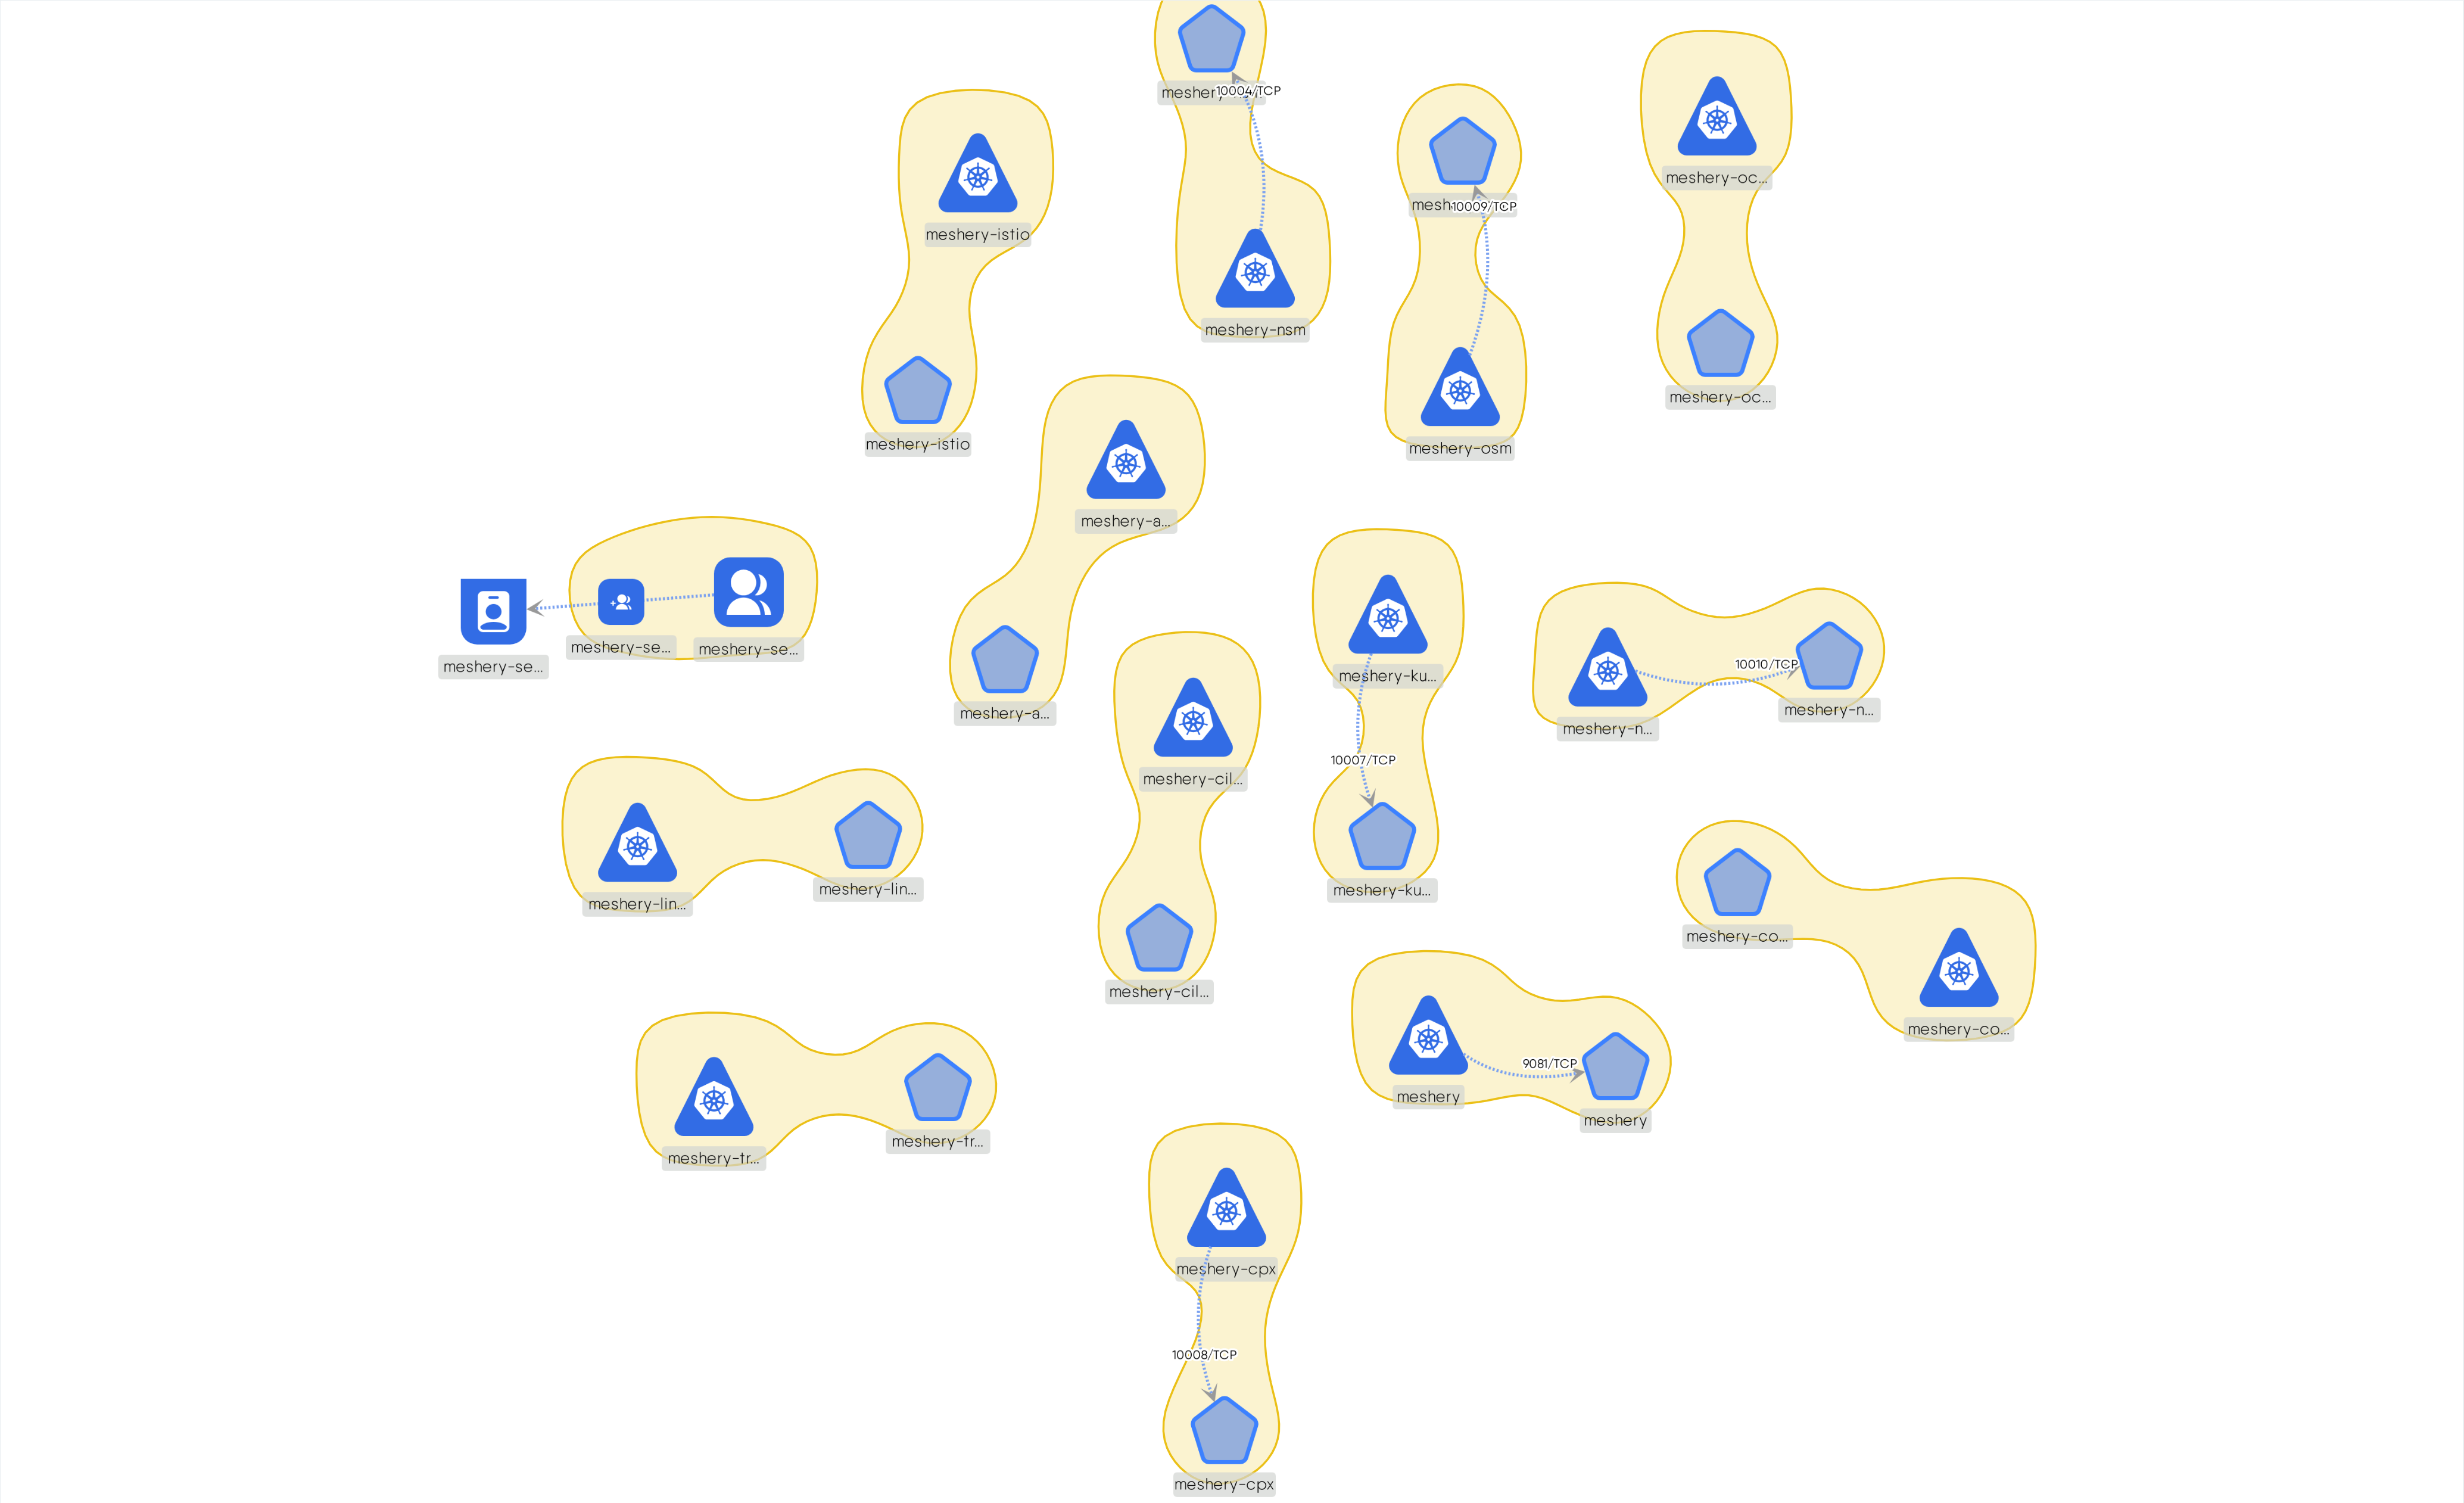 10004/TCP
meshery-oc...
10009/TCP
meshery-istio
meshery-nsm
meshery-oc...
meshery-istio
meshery-osm
meshery-a...
meshery-se...
meshery-se...
meshery-se...
10010/TCP
meshery-ku...
meshery-n...
meshery-a...
meshery-n...
10007/TCP
meshery-cil...
meshery-lin...
meshery-ku...
meshery-lin...
meshery-co...
meshery-cil...
meshery-co...
9081/TCP
meshery
meshery
meshery-tr...
meshery-tr...
meshery-cpx
10008/TCP
meshery-cpx